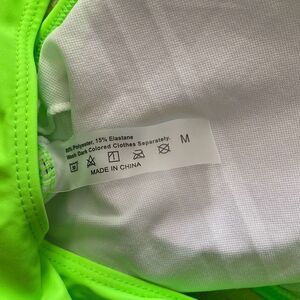 85% Polyester, 15% Elastane
Wash Dark Colored Clothes Separately.
M
MADE IN CHINA